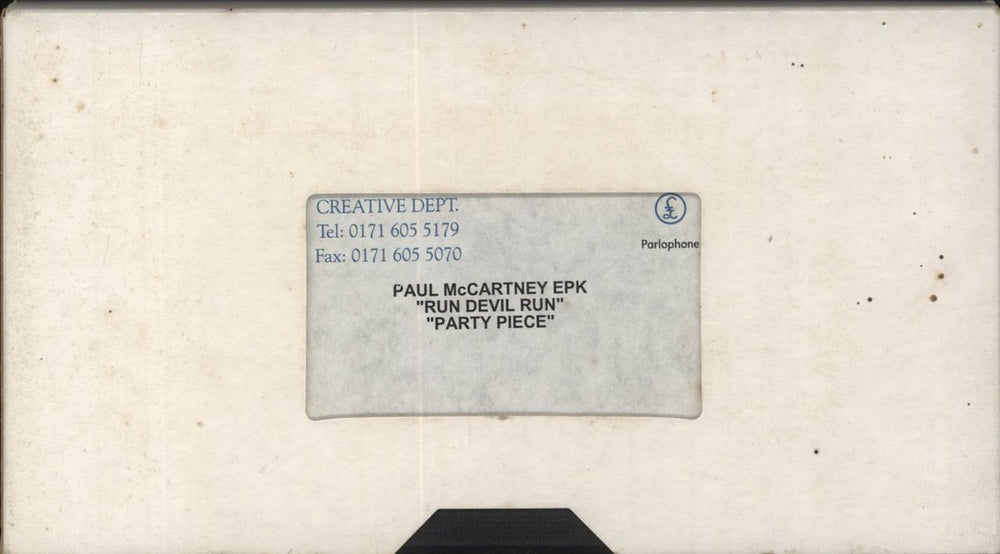 CREATIVE DEPT.
Tel: 0171 605 5179
Fax: 0171 605 5070
£
Parlophone
PAUL McCARTNEY EPK
"RUN DEVIL RUN"
"PARTY PIECE"